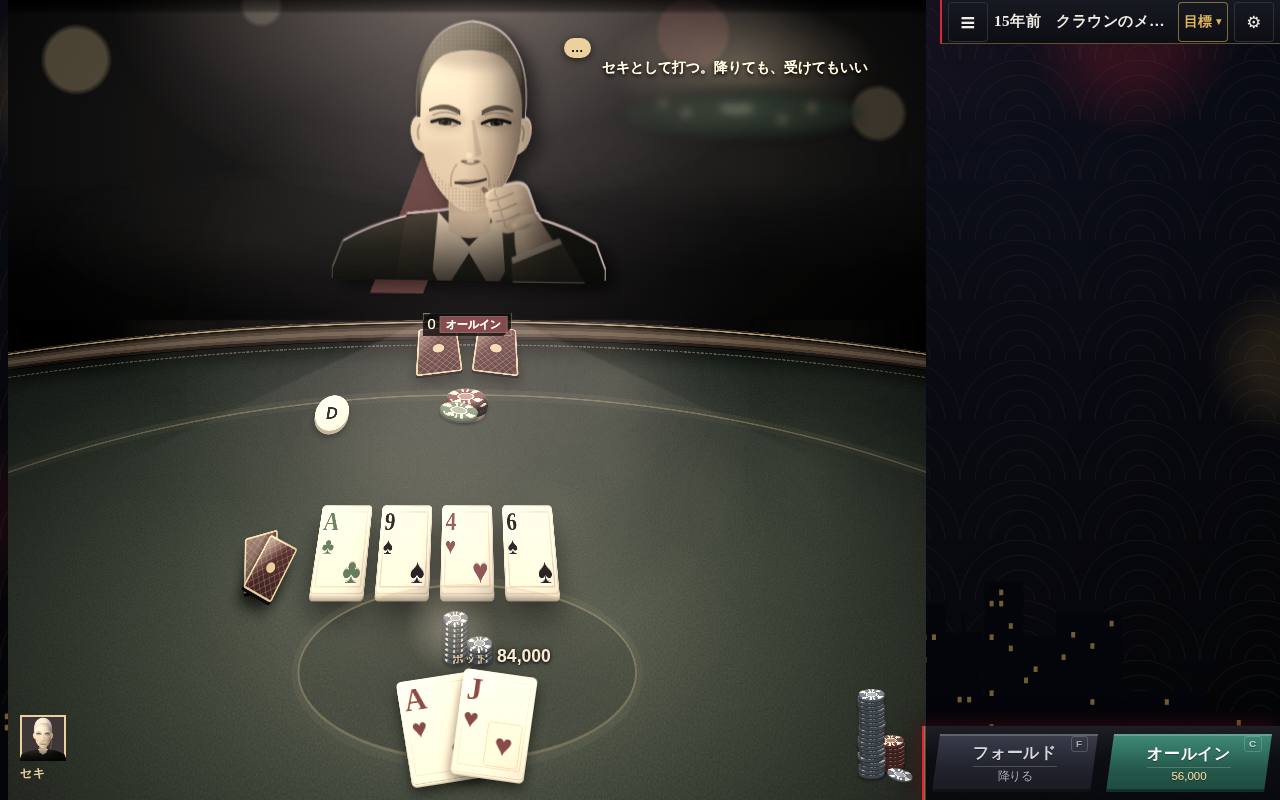 15年前　クラウンのメ…
目標▾
…
セキとして打つ。降りても、受けてもいい
0 オールイン
D
A 9 4 6
ポット 84,000
A J
セキ
フォールド F
降りる
オールイン C
56,000